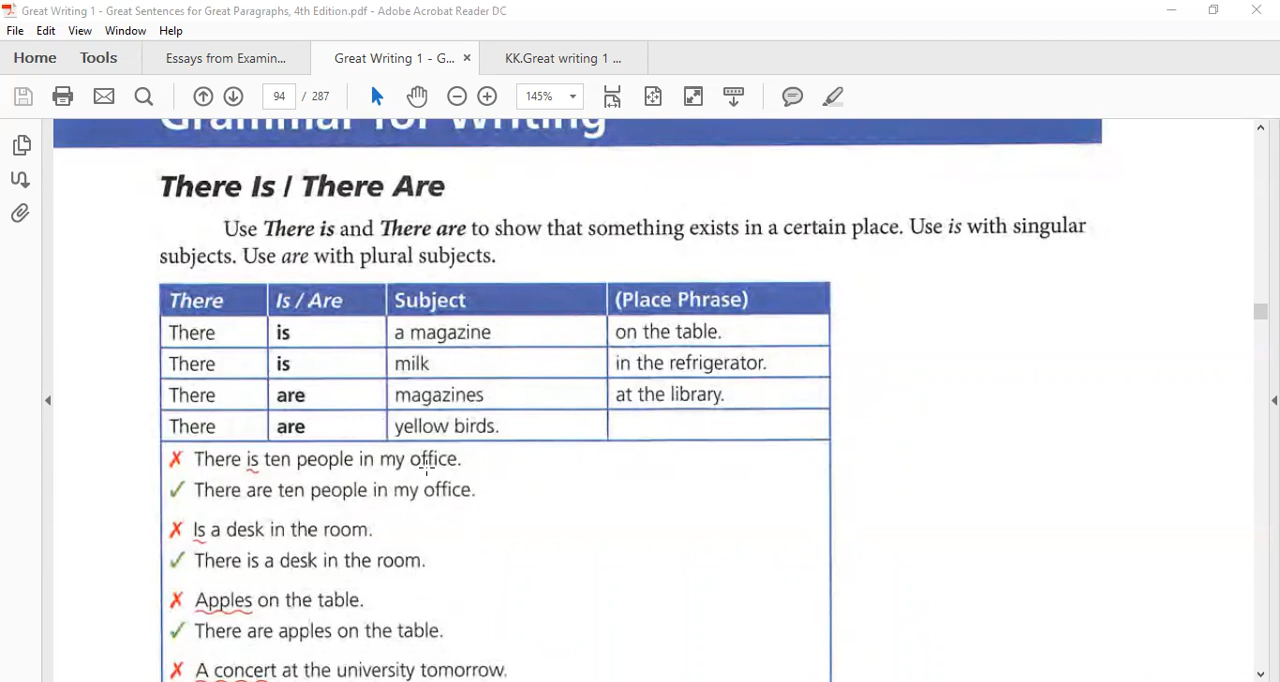 Great Writing 1 - Great Sentences for Great Paragraphs, 4th Edition.pdf - Adobe Acrobat Reader DC
File Edit View Window Help
Home Tools Essays from Examin... Great Writing 1 - G... × KK.Great writing 1 ...
94 / 287 145%
Grammar for Writing
There Is / There Are
Use There is and There are to show that something exists in a certain place. Use is with singular
subjects. Use are with plural subjects.
There Is / Are Subject (Place Phrase)
There is a magazine on the table.
There is milk in the refrigerator.
There are magazines at the library.
There are yellow birds.
✗ There is ten people in my office.
✓ There are ten people in my office.
✗ Is a desk in the room.
✓ There is a desk in the room.
✗ Apples on the table.
✓ There are apples on the table.
✗ A concert at the university tomorrow.